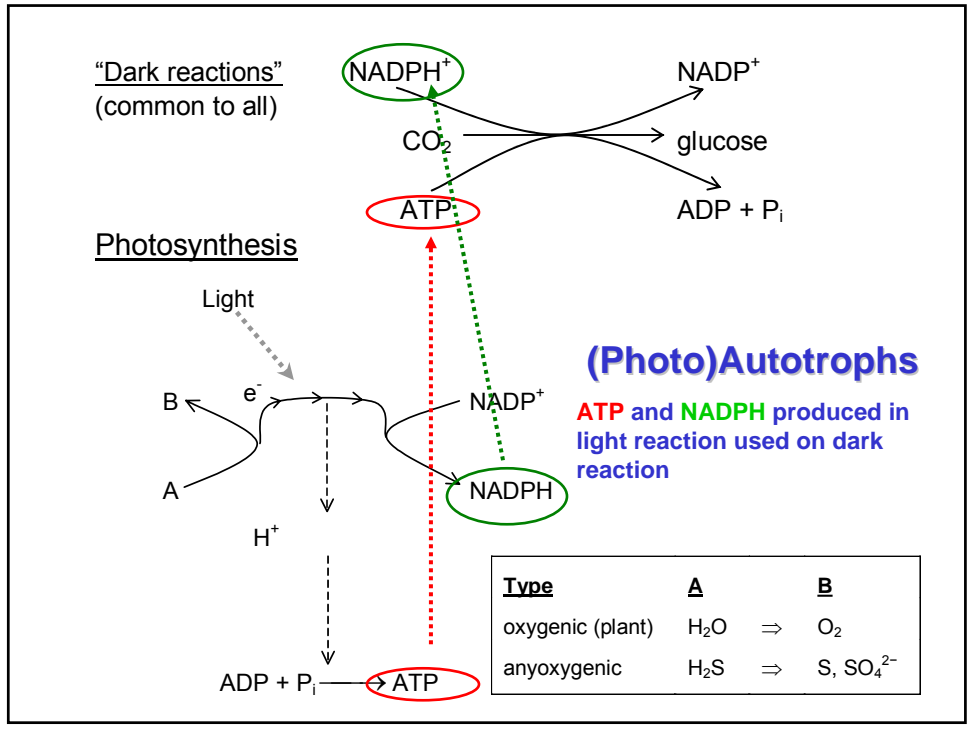 “Dark reactions”
(common to all)
NADPH⁺
NADP⁺
CO₂
glucose
ATP
ADP + Pᵢ
Photosynthesis
Light
(Photo)Autotrophs
B
e⁻
NADP⁺
ATP and NADPH produced in
light reaction used on dark
reaction
A
NADPH
H⁺
Type A B
oxygenic (plant) H₂O ⇒ O₂
anyoxygenic H₂S ⇒ S, SO₄²⁻
ADP + Pᵢ
ATP